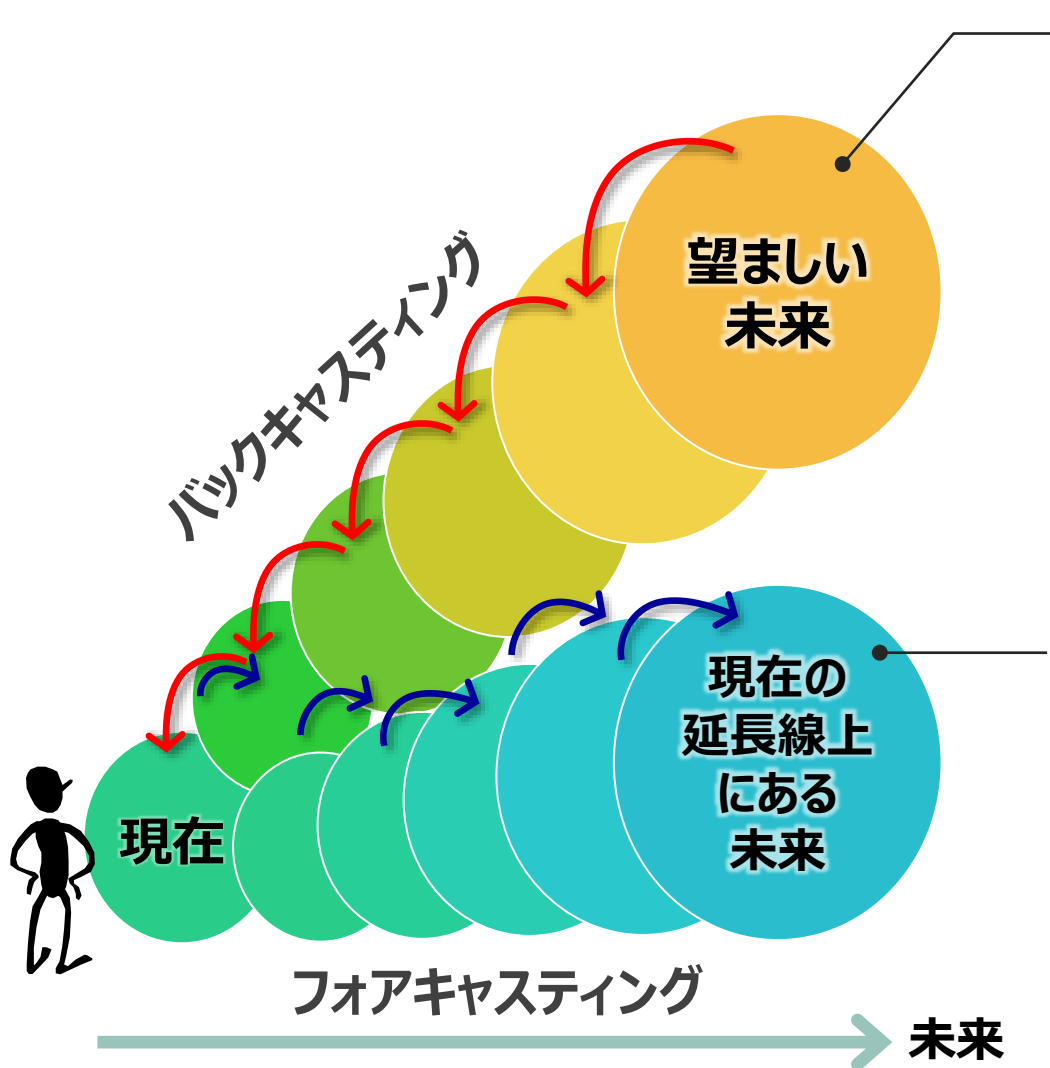 バックキャスティング
望ましい
未来
現在
現在の
延長線上
にある
未来
フォアキャスティング
未来